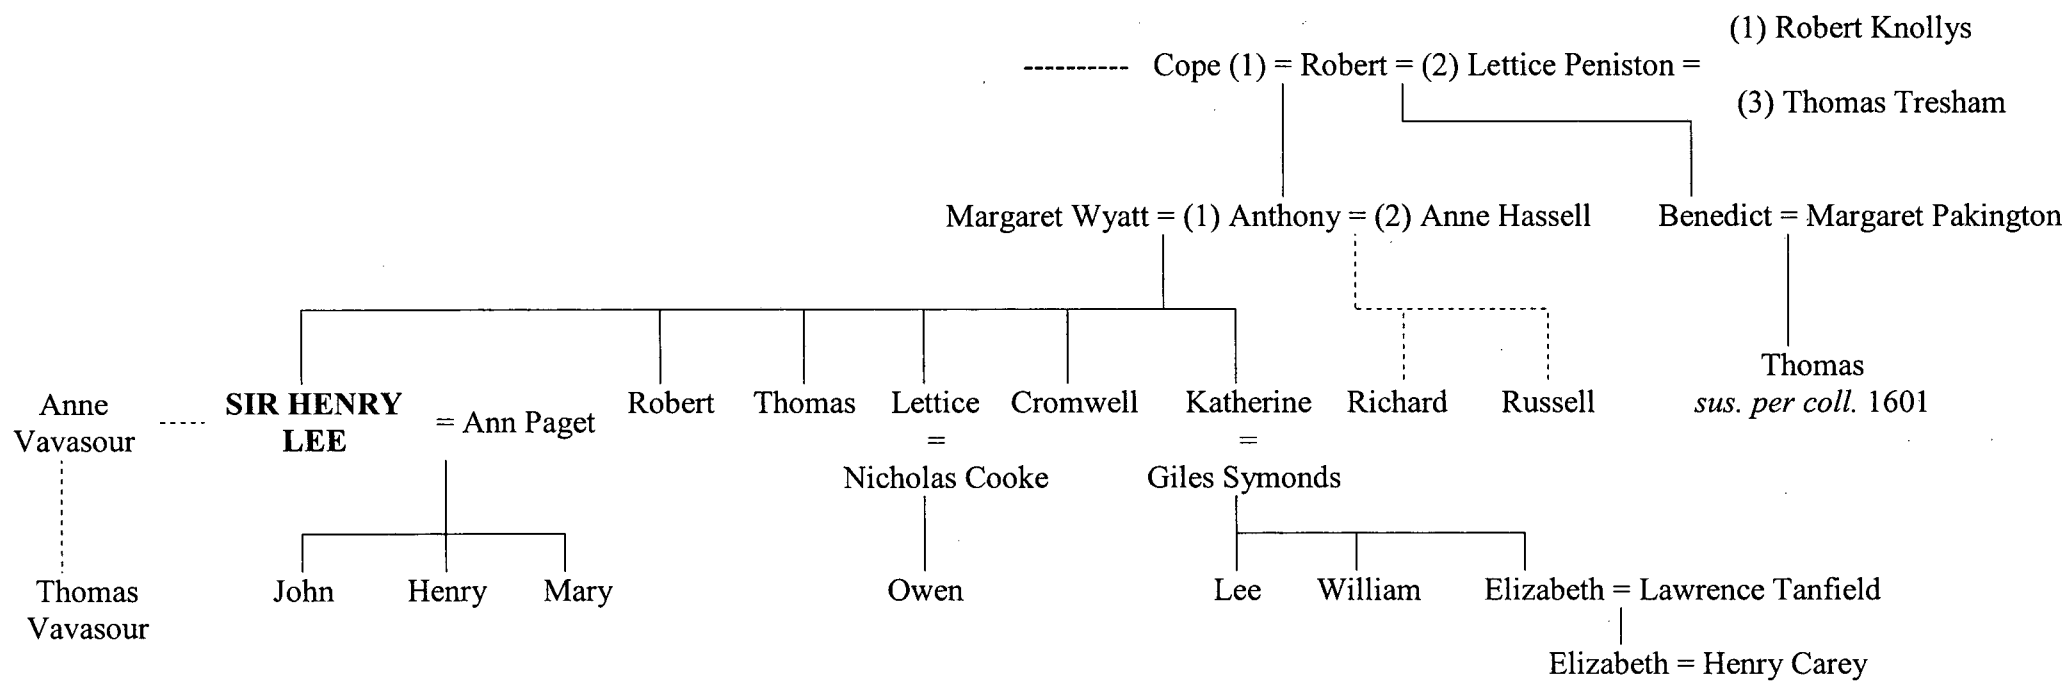 (1) Robert Knollys
---------- Cope (1) = Robert = (2) Lettice Peniston =
(3) Thomas Tresham
Margaret Wyatt = (1) Anthony = (2) Anne Hassell Benedict = Margaret Pakington
Thomas
sus. per coll. 1601
Anne
Vavasour
SIR HENRY
LEE
= Ann Paget
Robert Thomas Lettice Cromwell Katherine Richard Russell
= =
Nicholas Cooke Giles Symonds
Thomas
Vavasour
John Henry Mary Owen Lee William Elizabeth = Lawrence Tanfield
Elizabeth = Henry Carey